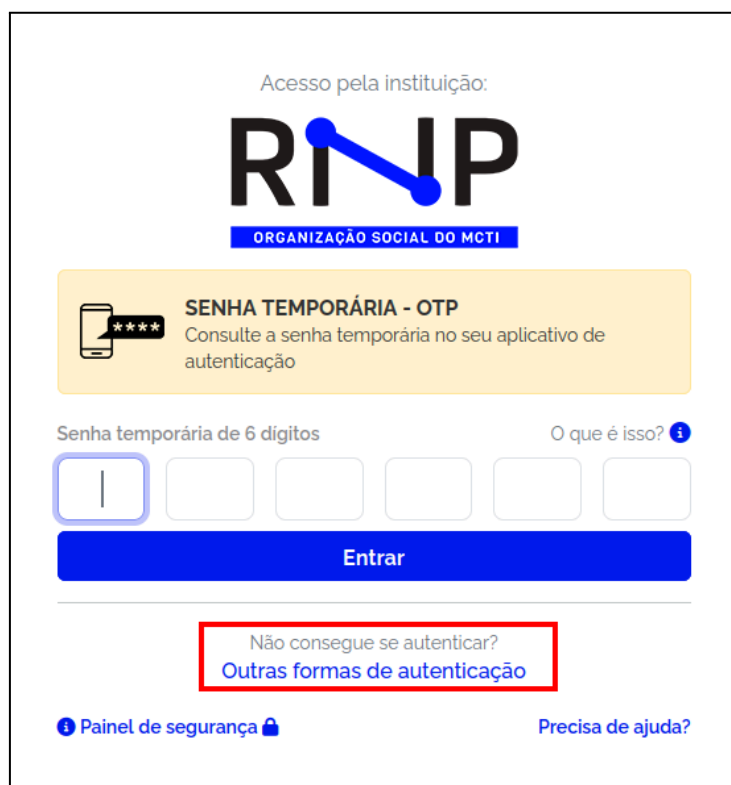 Acesso pela instituição:
RNP
ORGANIZAÇÃO SOCIAL DO MCTI
SENHA TEMPORÁRIA - OTP
****
Consulte a senha temporária no seu aplicativo de
autenticação
Senha temporária de 6 dígitos O que é isso?
Entrar
Não consegue se autenticar?
Outras formas de autenticação
Painel de segurança Precisa de ajuda?